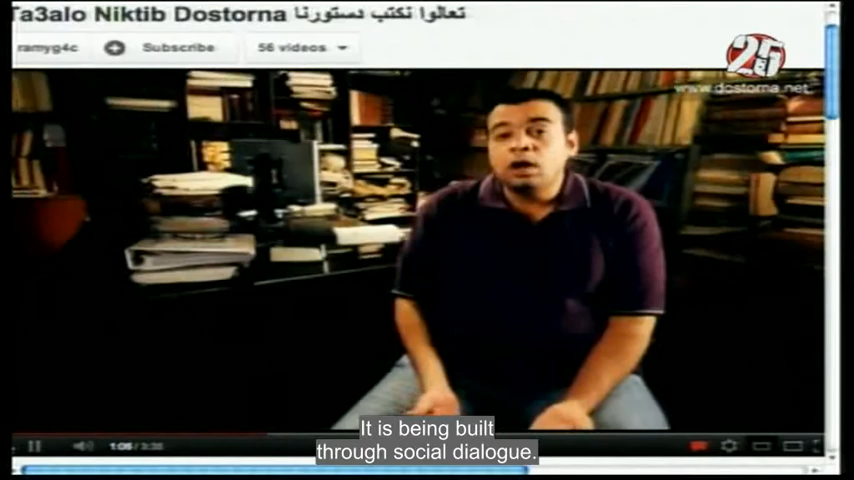 Ta3alo Niktib Dostorna تعالوا نكتب دستورنا
ramyg4c Subscribe 56 videos
25
www.dostorna.net
It is being built
through social dialogue.
1:05 / 3:35